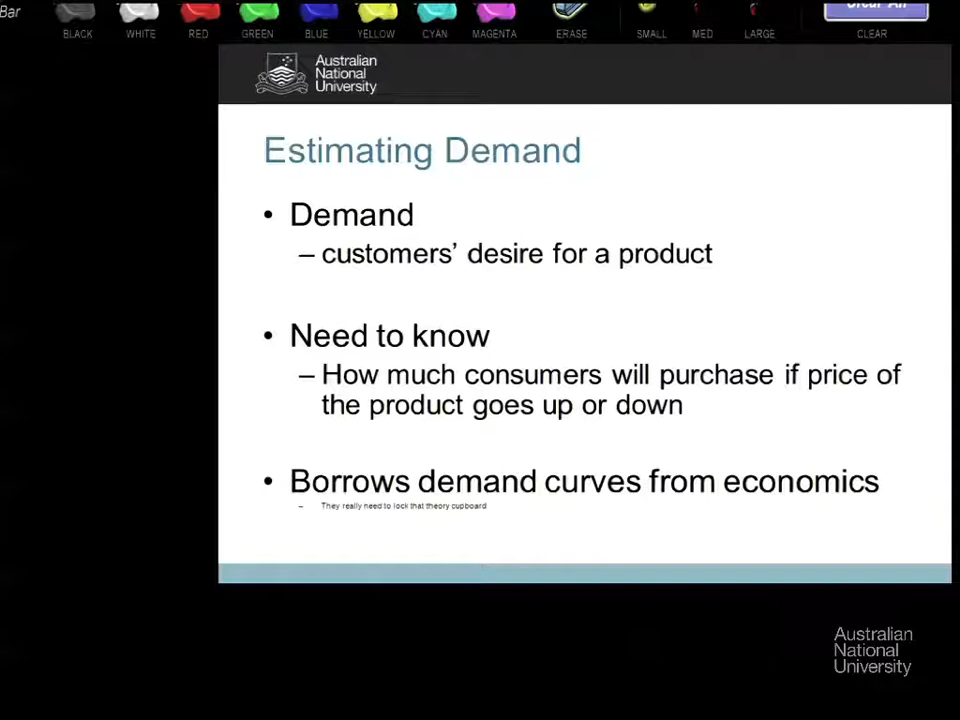 Bar
BLACK WHITE RED GREEN BLUE YELLOW CYAN MAGENTA ERASE SMALL MED LARGE CLEAR
Australian
National
University
Estimating Demand
• Demand
– customers’ desire for a product
• Need to know
– How much consumers will purchase if price of
the product goes up or down
• Borrows demand curves from economics
– They really need to lock that theory cupboard
Australian
National
University